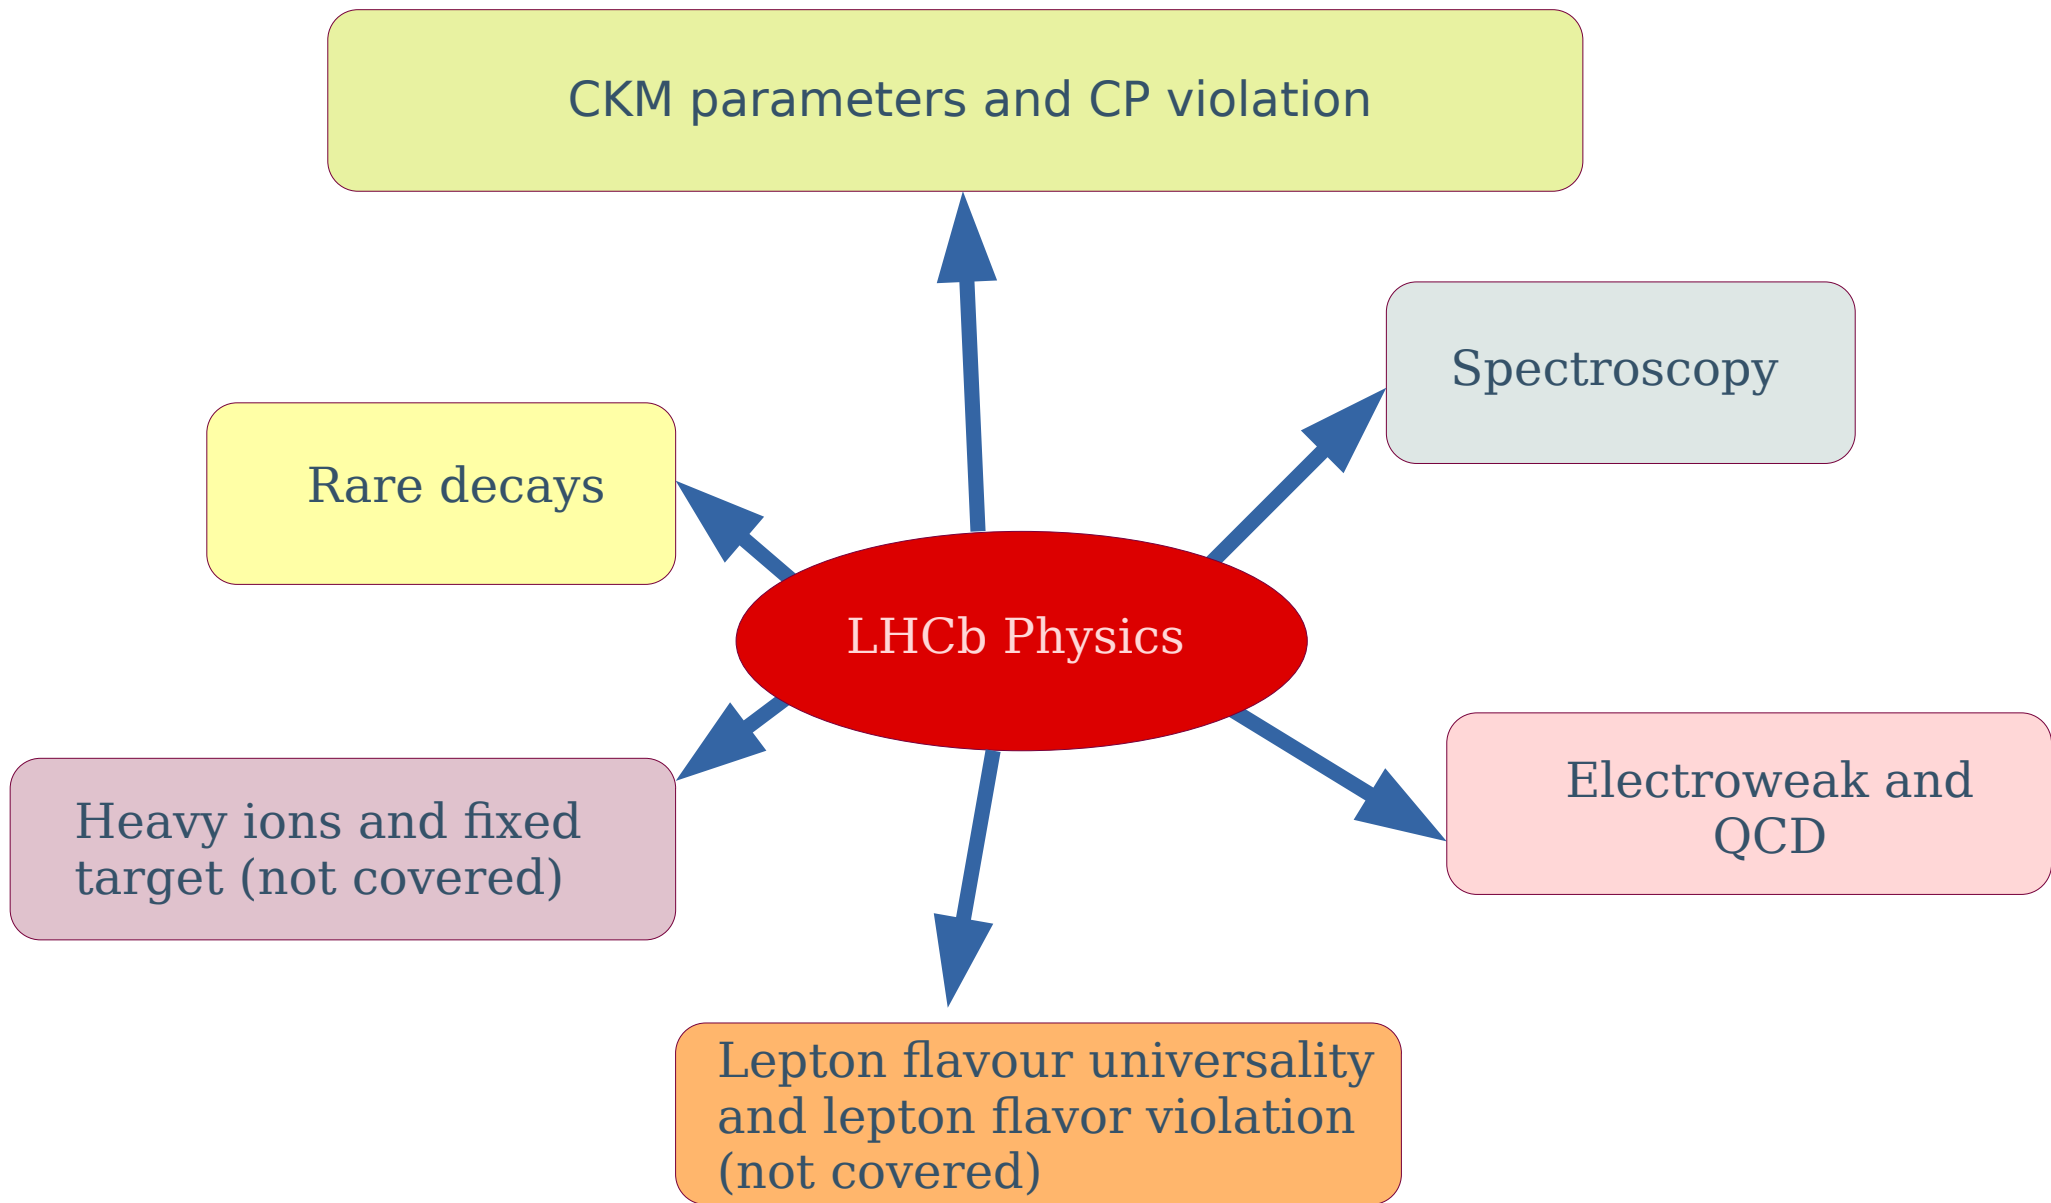 CKM parameters and CP violation
Spectroscopy
Rare decays
LHCb Physics
Electroweak and
QCD
Heavy ions and fixed
target (not covered)
Lepton flavour universality
and lepton flavor violation
(not covered)